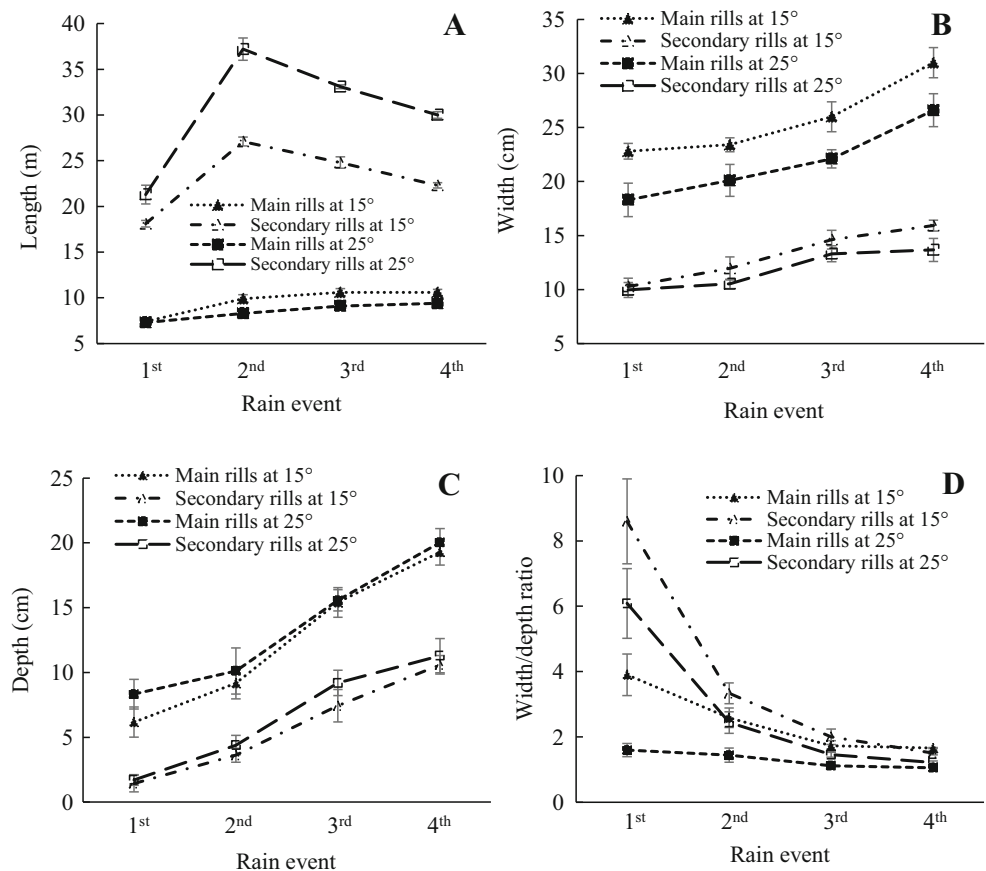 A
40
35
30
25
20
15
10
5
Length (m)
Main rills at 15°
Secondary rills at 15°
Main rills at 25°
Secondary rills at 25°
1st
2nd
3rd
4th
Rain event
B
Main rills at 15°
Secondary rills at 15°
Main rills at 25°
Secondary rills at 25°
35
30
25
20
15
10
5
Width (cm)
1st
2nd
3rd
4th
Rain event
C
Main rills at 15°
Secondary rills at 15°
Main rills at 25°
Secondary rills at 25°
25
20
15
10
5
0
Depth (cm)
1st
2nd
3rd
4th
Rain event
D
Main rills at 15°
Secondary rills at 15°
Main rills at 25°
Secondary rills at 25°
10
8
6
4
2
0
Width/depth ratio
1st
2nd
3rd
4th
Rain event